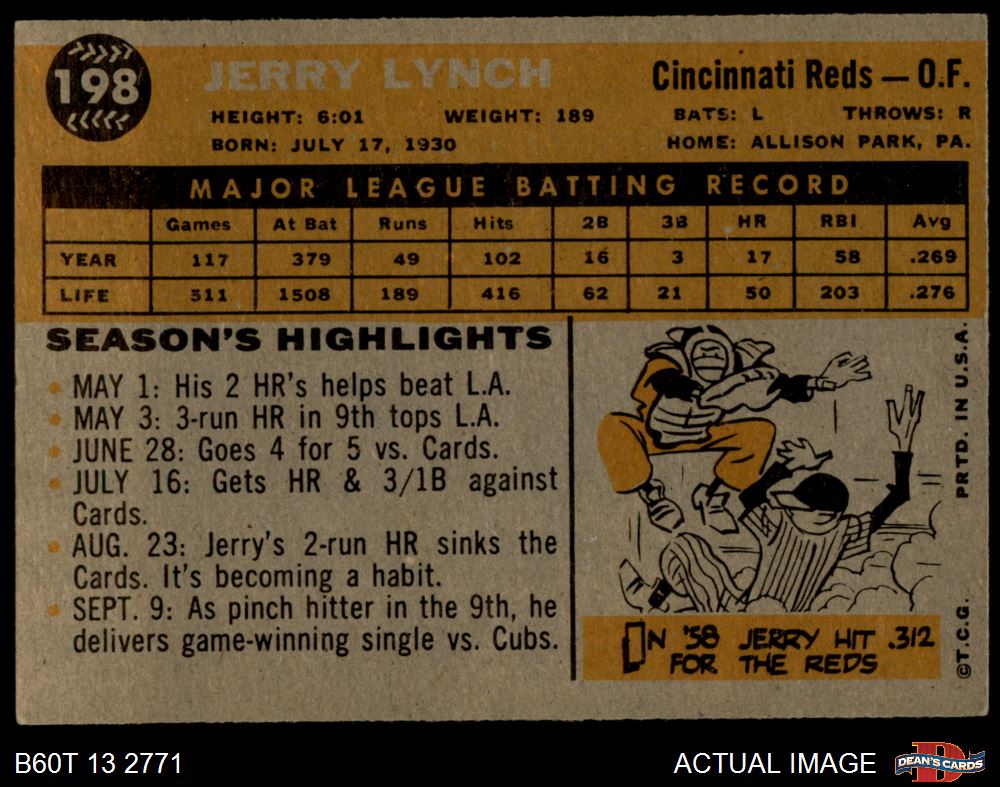 198
JERRY LYNCH
Cincinnati Reds — O.F.
HEIGHT: 6:01 WEIGHT: 189 BATS: L THROWS: R
BORN: JULY 17, 1930 HOME: ALLISON PARK, PA.
MAJOR LEAGUE BATTING RECORD
Games At Bat Runs Hits 2B 3B HR RBI Avg
YEAR 117 379 49 102 16 3 17 58 .269
LIFE 511 1508 189 416 62 21 50 203 .276
SEASON'S HIGHLIGHTS
• MAY 1: His 2 HR's helps beat L.A.
• MAY 3: 3-run HR in 9th tops L.A.
• JUNE 28: Goes 4 for 5 vs. Cards.
• JULY 16: Gets HR & 3/1B against
Cards.
• AUG. 23: Jerry's 2-run HR sinks the
Cards. It's becoming a habit.
• SEPT. 9: As pinch hitter in the 9th, he
delivers game-winning single vs. Cubs.
IN '58 JERRY HIT .312
FOR THE REDS
©T.C.G. PRTD. IN U.S.A.
B60T 13 2771
ACTUAL IMAGE
D
DEAN'S CARDS